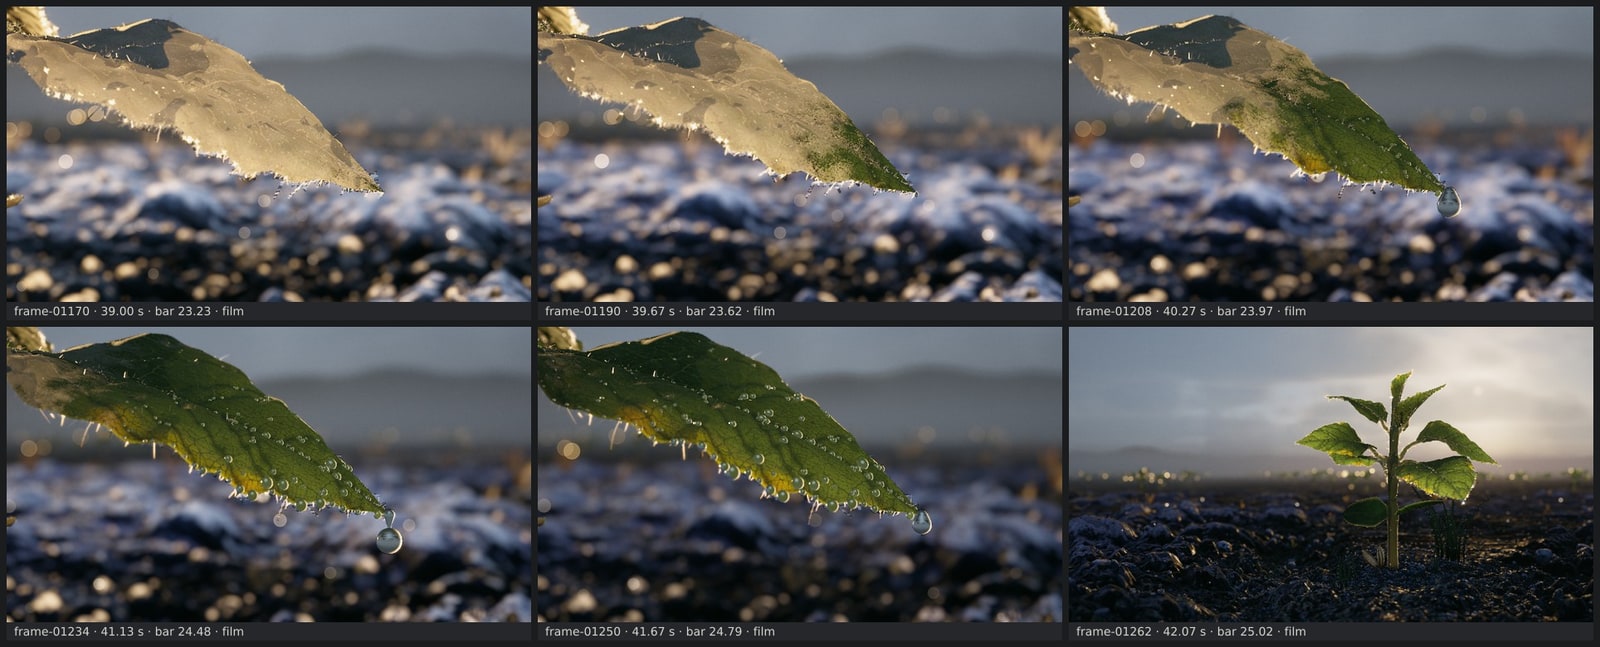 frame-01170 · 39.00 s · bar 23.23 · film
frame-01190 · 39.67 s · bar 23.62 · film
frame-01208 · 40.27 s · bar 23.97 · film
frame-01234 · 41.13 s · bar 24.48 · film
frame-01250 · 41.67 s · bar 24.79 · film
frame-01262 · 42.07 s · bar 25.02 · film